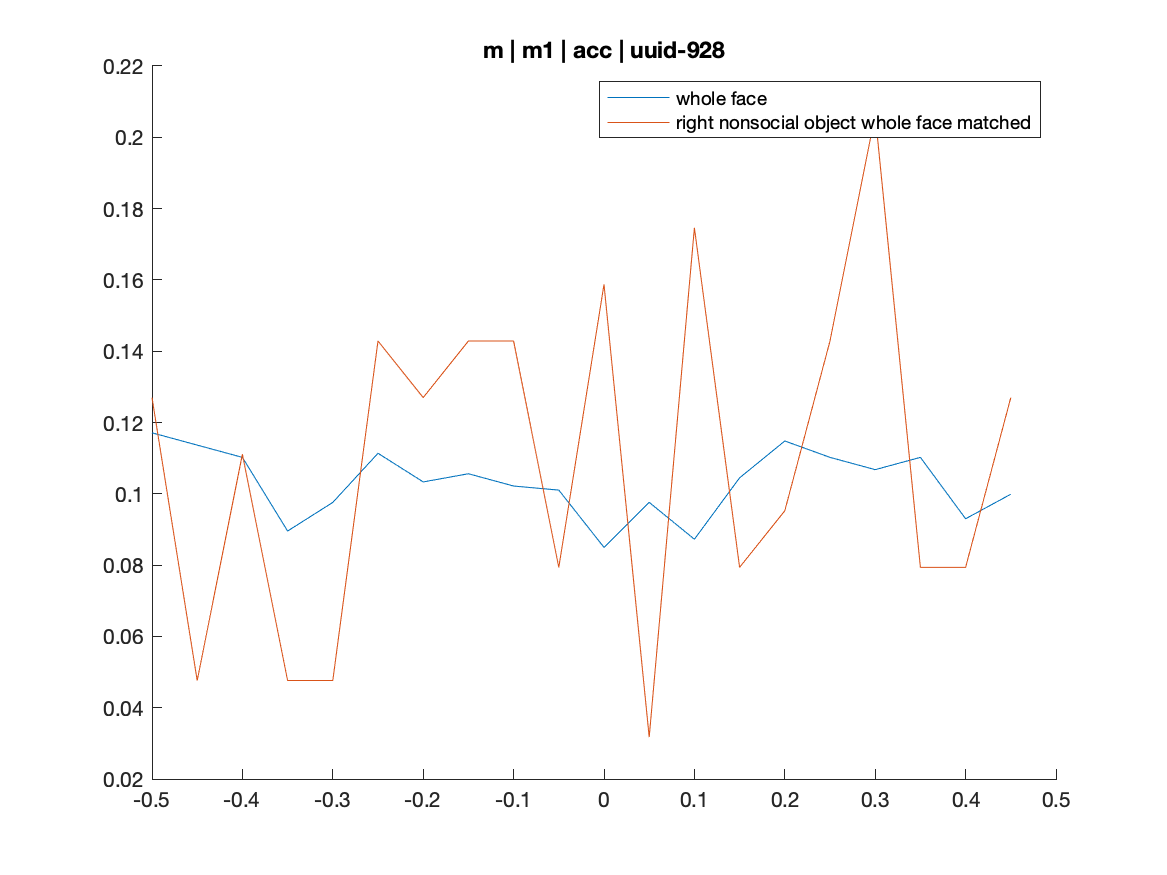 m | m1 | acc | uuid-928
whole face
right nonsocial object whole face matched
0.22
0.2
0.18
0.16
0.14
0.12
0.1
0.08
0.06
0.04
0.02
-0.5 -0.4 -0.3 -0.2 -0.1 0 0.1 0.2 0.3 0.4 0.5